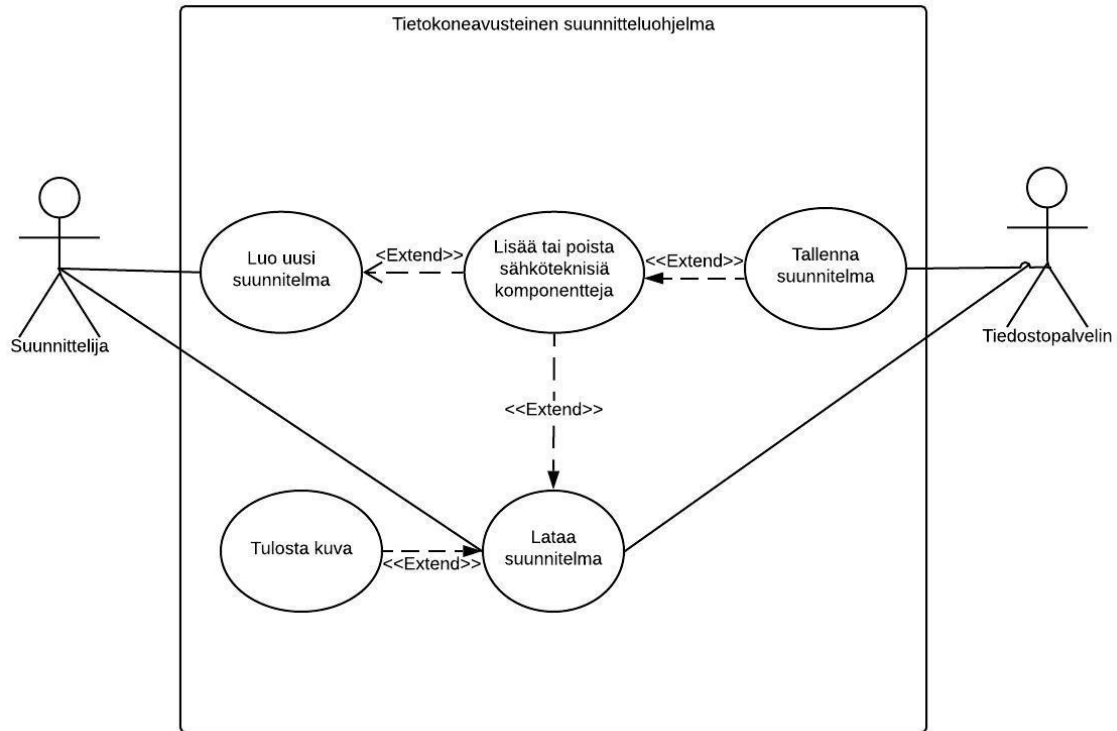 Tietokoneavusteinen suunnitteluohjelma
Luo uusi
suunnitelma
<Extend>>
Lisää tai poista
sähköteknisiä
komponentteja
<<Extend>>
Tallenna
suunnitelma
Suunnittelija
Tiedostopalvelin
<<Extend>>
Tulosta kuva
<<Extend>>
Lataa
suunnitelma